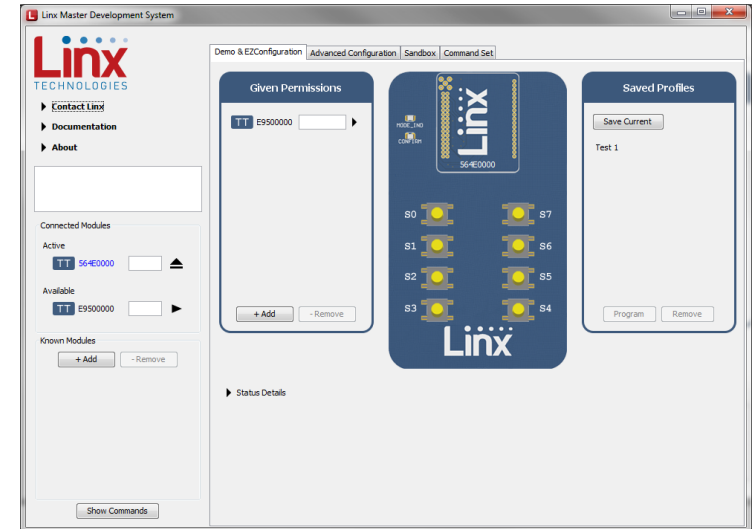 Linx Master Development System
Linx
TECHNOLOGIES
Contact Linx
Documentation
About
Connected Modules
Active
TT 564E0000
Available
TT E9500000
Known Modules
+ Add - Remove
Show Commands
Demo & EZConfiguration Advanced Configuration Sandbox Command Set
Given Permissions
TT E9500000
+ Add - Remove
MODE_IND
CONFIRM
Linx
564E0000
S0 S7
S1 S6
S2 S5
S3 S4
Linx
Saved Profiles
Save Current
Test 1
Program Remove
Status Details